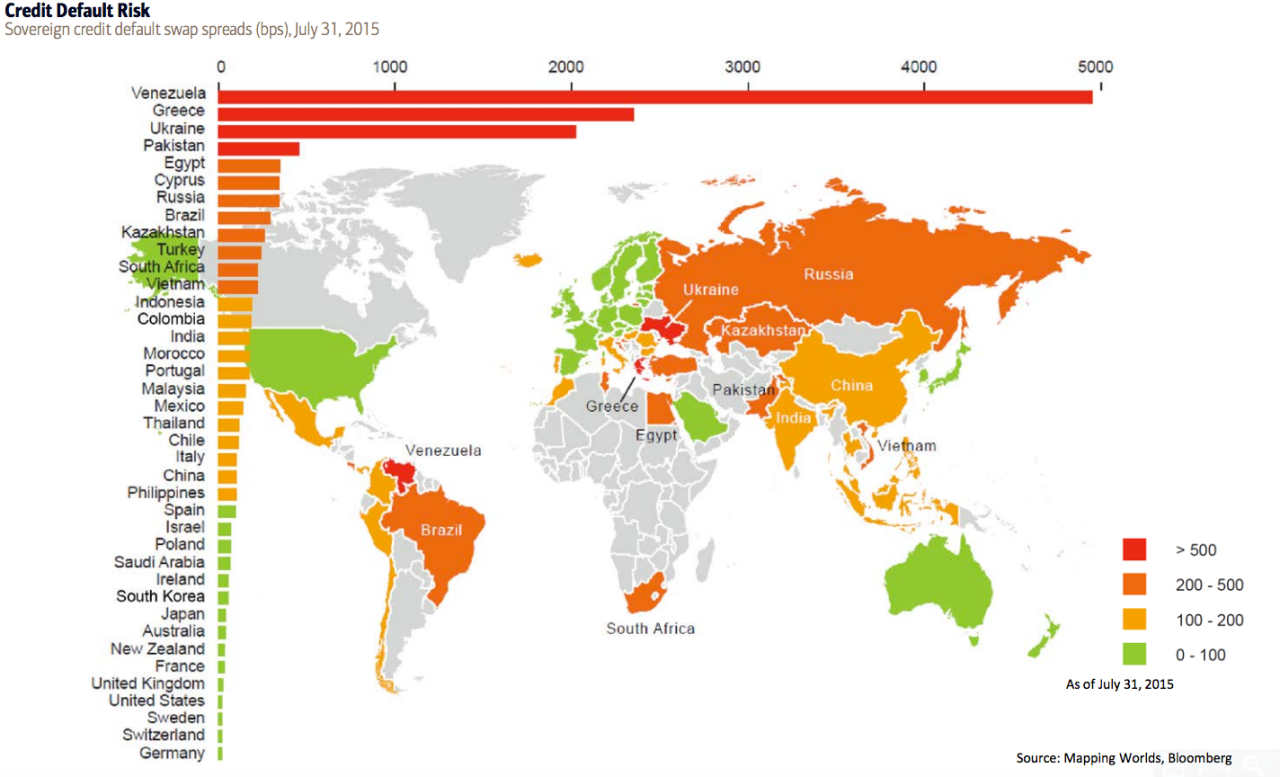 Credit Default Risk
Sovereign credit default swap spreads (bps), July 31, 2015
0 1000 2000 3000 4000 5000
Venezuela
Greece
Ukraine
Pakistan
Egypt
Cyprus
Russia
Brazil
Kazakhstan
Turkey
South Africa
Vietnam
Indonesia
Colombia
India
Morocco
Portugal
Malaysia
Mexico
Thailand
Chile
Italy
China
Philippines
Spain
Israel
Poland
Saudi Arabia
Ireland
South Korea
Japan
Australia
New Zealand
France
United Kingdom
United States
Sweden
Switzerland
Germany
Russia
Ukraine
Kazakhstan
China
Pakistan
Greece
India
Egypt
Vietnam
Venezuela
Brazil
South Africa
> 500
200 - 500
100 - 200
0 - 100
As of July 31, 2015
Source: Mapping Worlds, Bloomberg